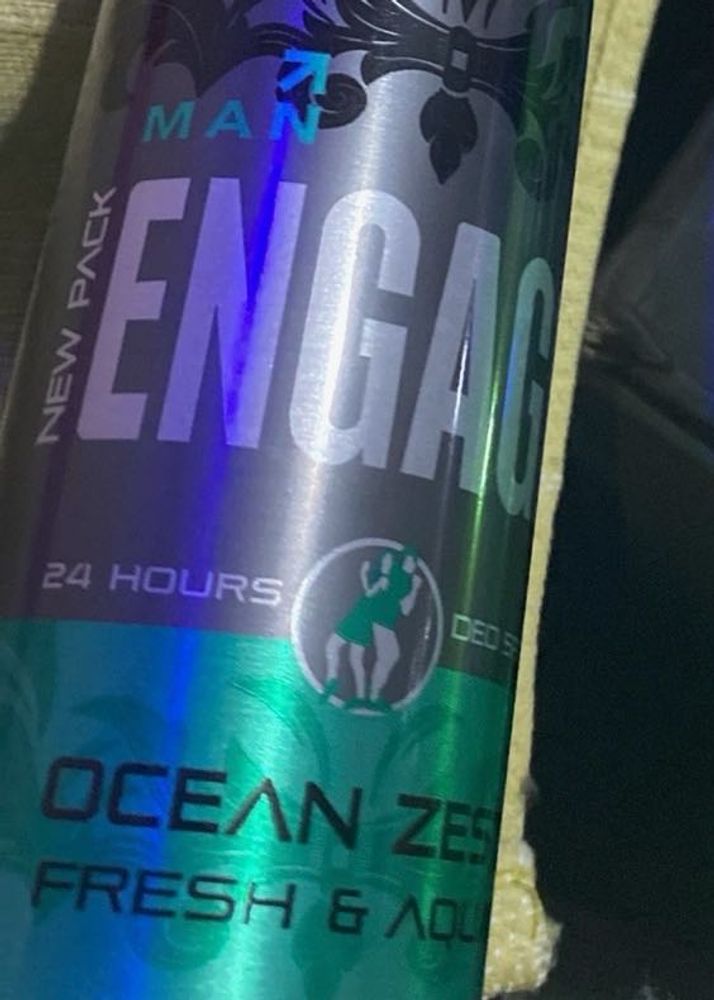 MAN
ENGAG
NEW PACK
24 HOURS
DEO S
OCEAN ZES
FRESH & AQU